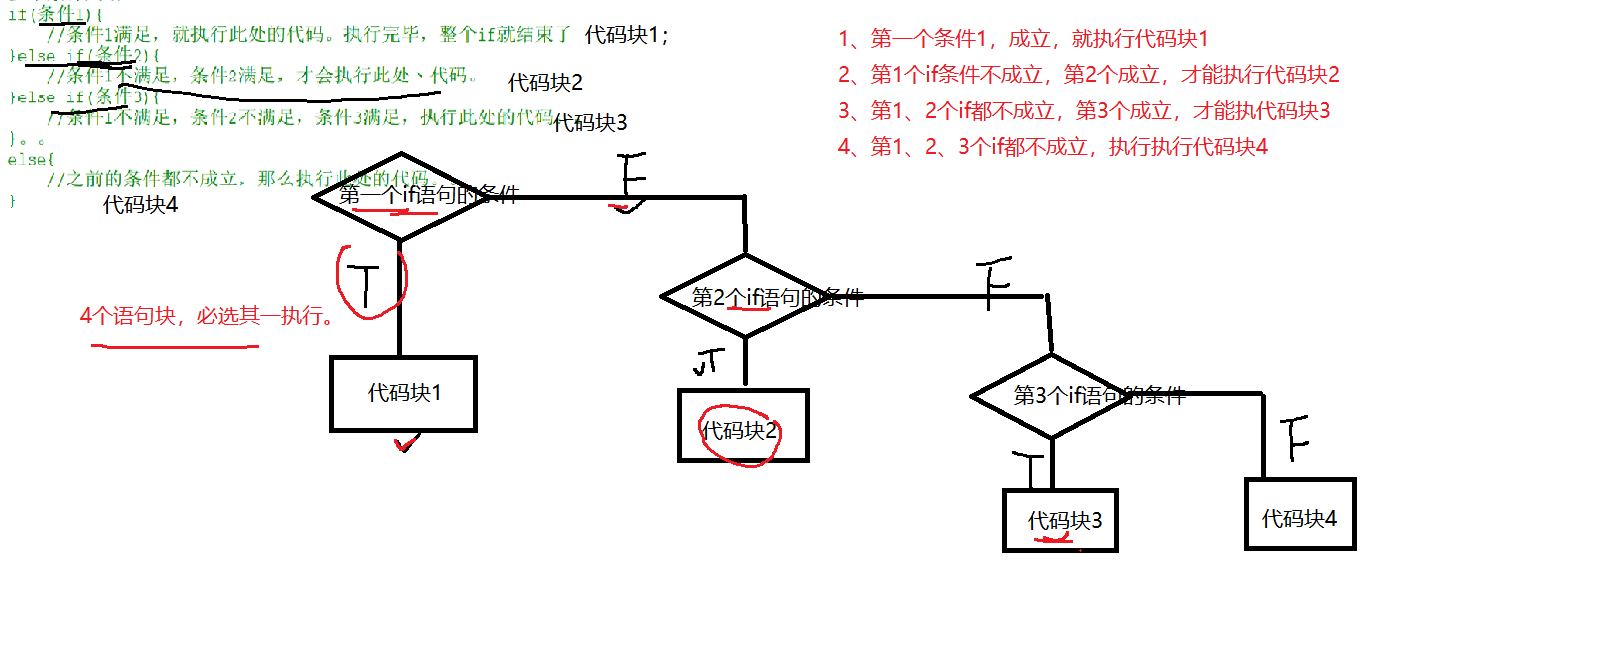 if(条件1){
//条件1满足，就执行此处的代码。执行完毕，整个if就结束了 代码块1；
}else if(条件2){
//条件1不满足，条件2满足，才会执行此处、代码。 代码块2
}else if(条件3){
//条件1不满足，条件2不满足，条件3满足，执行此处的代码 代码块3
}。。
else{
//之前的条件都不成立，那么执行此处的代码
}
代码块4
1、第一个条件1，成立，就执行代码块1
2、第1个if条件不成立，第2个成立，才能执行代码块2
3、第1、2个if都不成立，第3个成立，才能执代码块3
4、第1、2、3个if都不成立，执行执行代码块4
第一个if语句的条件
F
T
4个语句块，必选其一执行。
代码块1
第2个if语句的条件
F
T
代码块2
第3个if语句的条件
F
T
代码块3
代码块4